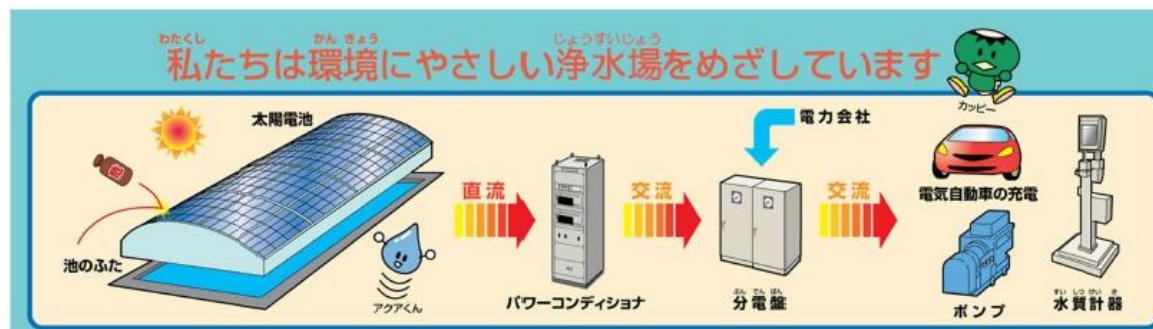 わたくし かんきょう じょうすいじょう
私たちは環境にやさしい浄水場をめざしています
カッピー
太陽電池
池のふた
アクアくん
直流
パワーコンディショナ
交流
電力会社
ぶんでんばん
分電盤
交流
電気自動車の充電
ポンプ
すいしつけいき
水質計器